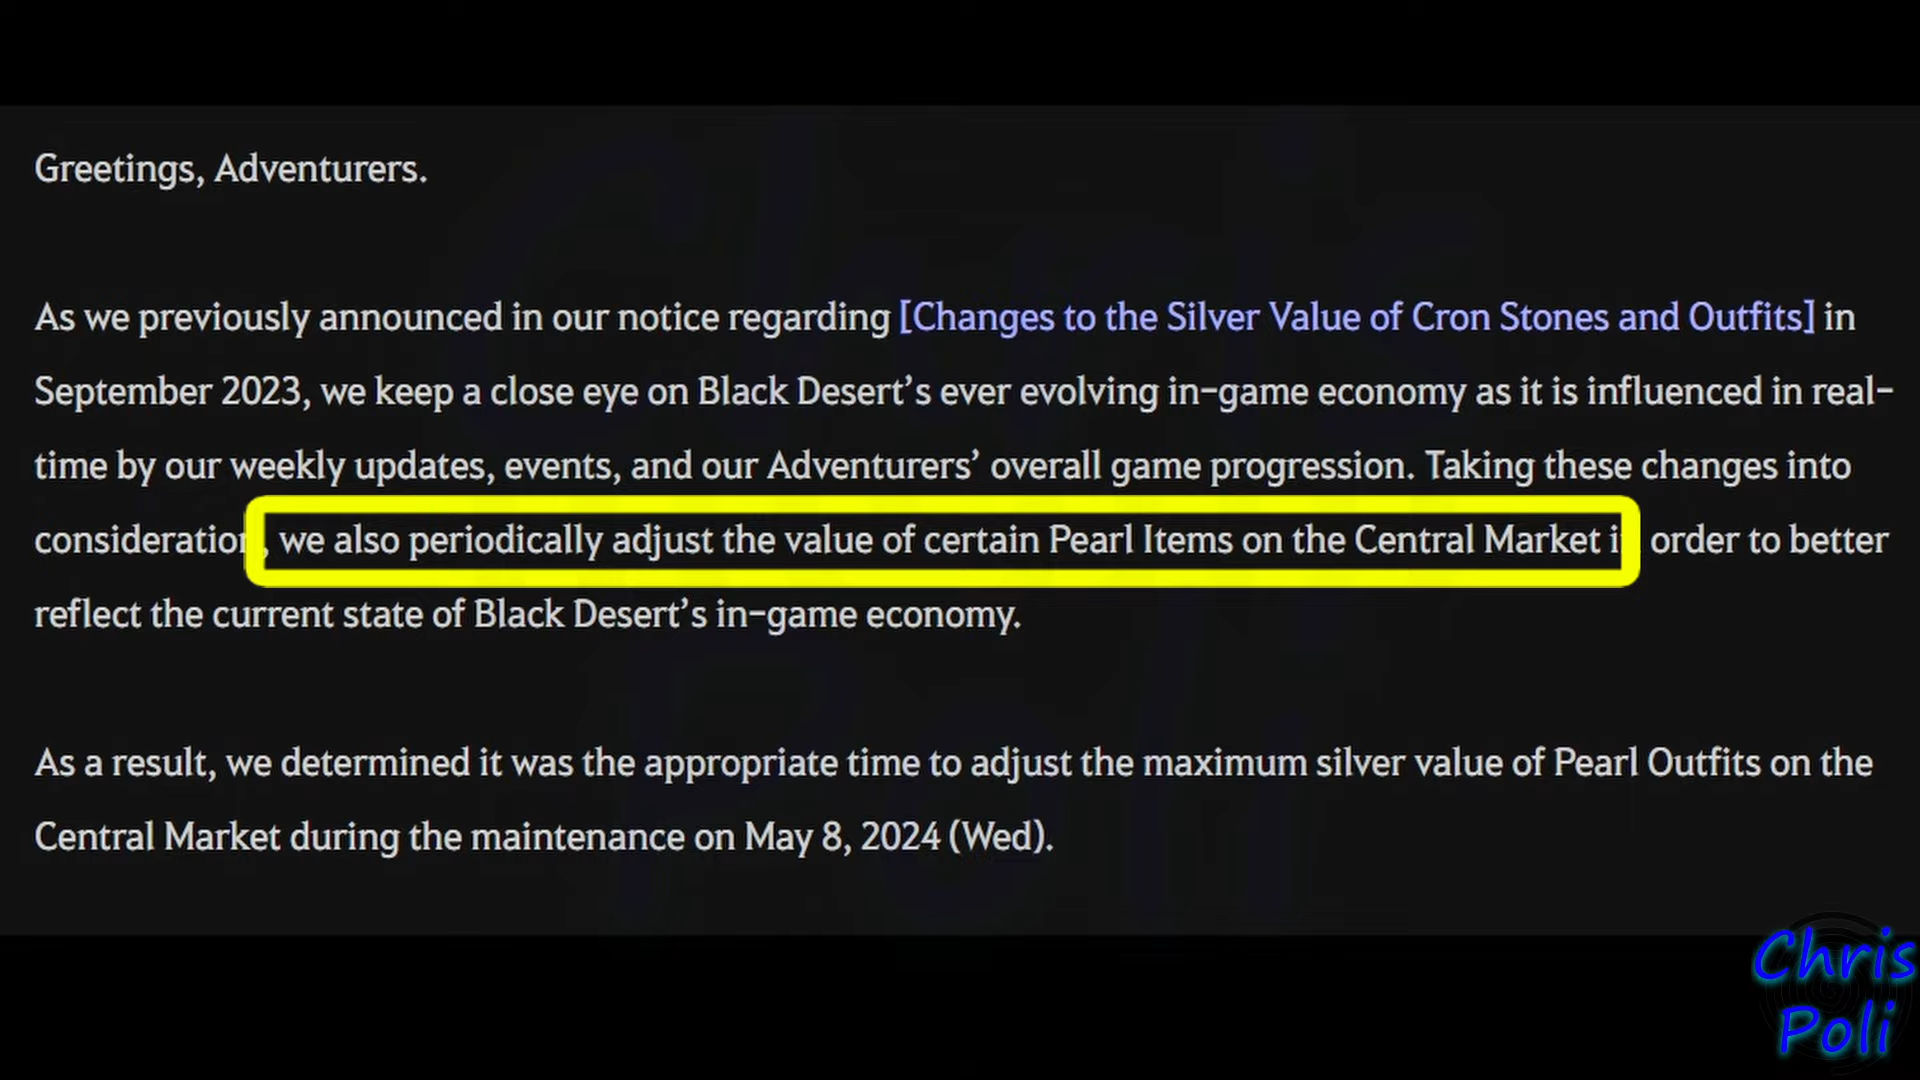 Greetings, Adventurers.
As we previously announced in our notice regarding [Changes to the Silver Value of Cron Stones and Outfits] in
September 2023, we keep a close eye on Black Desert’s ever evolving in-game economy as it is influenced in real-
time by our weekly updates, events, and our Adventurers’ overall game progression. Taking these changes into
consideration, we also periodically adjust the value of certain Pearl Items on the Central Market in order to better
reflect the current state of Black Desert’s in-game economy.
As a result, we determined it was the appropriate time to adjust the maximum silver value of Pearl Outfits on the
Central Market during the maintenance on May 8, 2024 (Wed).
Chris
Poli